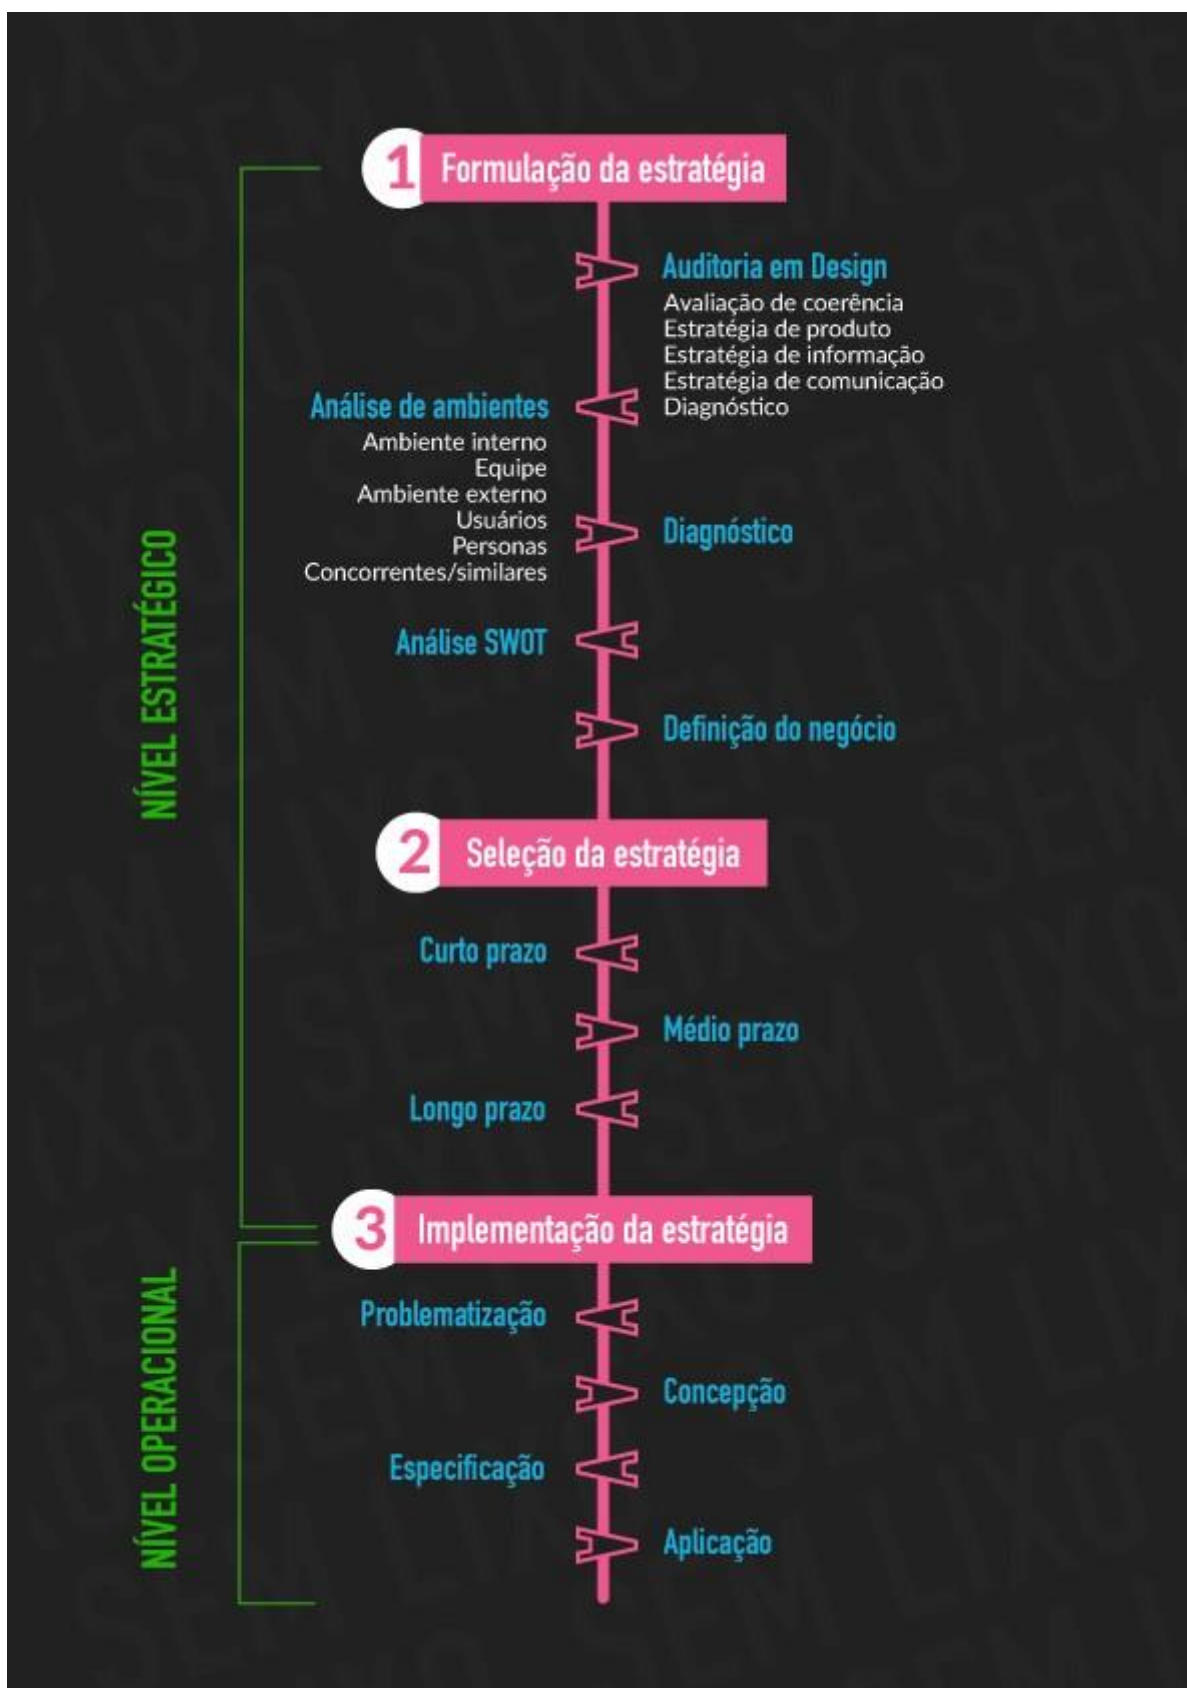 1 Formulação da estratégia
Auditoria em Design
Avaliação de coerência
Estratégia de produto
Estratégia de informação
Estratégia de comunicação
Diagnóstico
Análise de ambientes
Ambiente interno
Equipe
Ambiente externo
Usuários
Personas
Concorrentes/similares
Diagnóstico
Análise SWOT
Definição do negócio
2 Seleção da estratégia
Curto prazo
Médio prazo
Longo prazo
NÍVEL ESTRATÉGICO
3 Implementação da estratégia
Problematização
Concepção
Especificação
Aplicação
NÍVEL OPERACIONAL
SEM LIXO